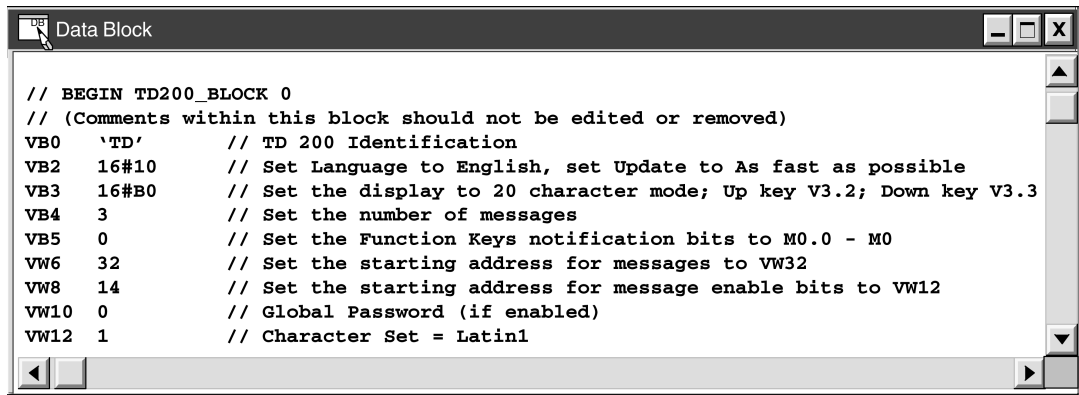 DB Data Block
X
// BEGIN TD200_BLOCK 0
// (Comments within this block should not be edited or removed)
VB0 ‘TD’ // TD 200 Identification
VB2 16#10 // Set Language to English, set Update to As fast as possible
VB3 16#B0 // Set the display to 20 character mode; Up key V3.2; Down key V3.3
VB4 3 // Set the number of messages
VB5 0 // Set the Function Keys notification bits to M0.0 - M0
VW6 32 // Set the starting address for messages to VW32
VW8 14 // Set the starting address for message enable bits to VW12
VW10 0 // Global Password (if enabled)
VW12 1 // Character Set = Latin1